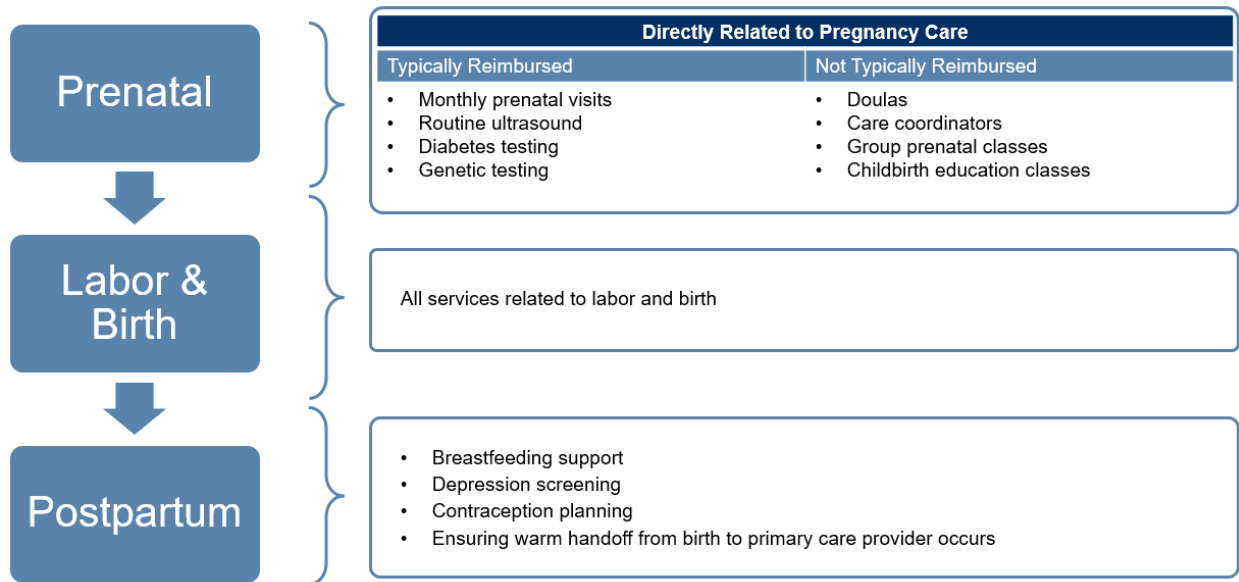 Prenatal
Directly Related to Pregnancy Care
Typically Reimbursed
• Monthly prenatal visits
• Routine ultrasound
• Diabetes testing
• Genetic testing
Not Typically Reimbursed
• Doulas
• Care coordinators
• Group prenatal classes
• Childbirth education classes
Labor &
Birth
All services related to labor and birth
Postpartum
• Breastfeeding support
• Depression screening
• Contraception planning
• Ensuring warm handoff from birth to primary care provider occurs